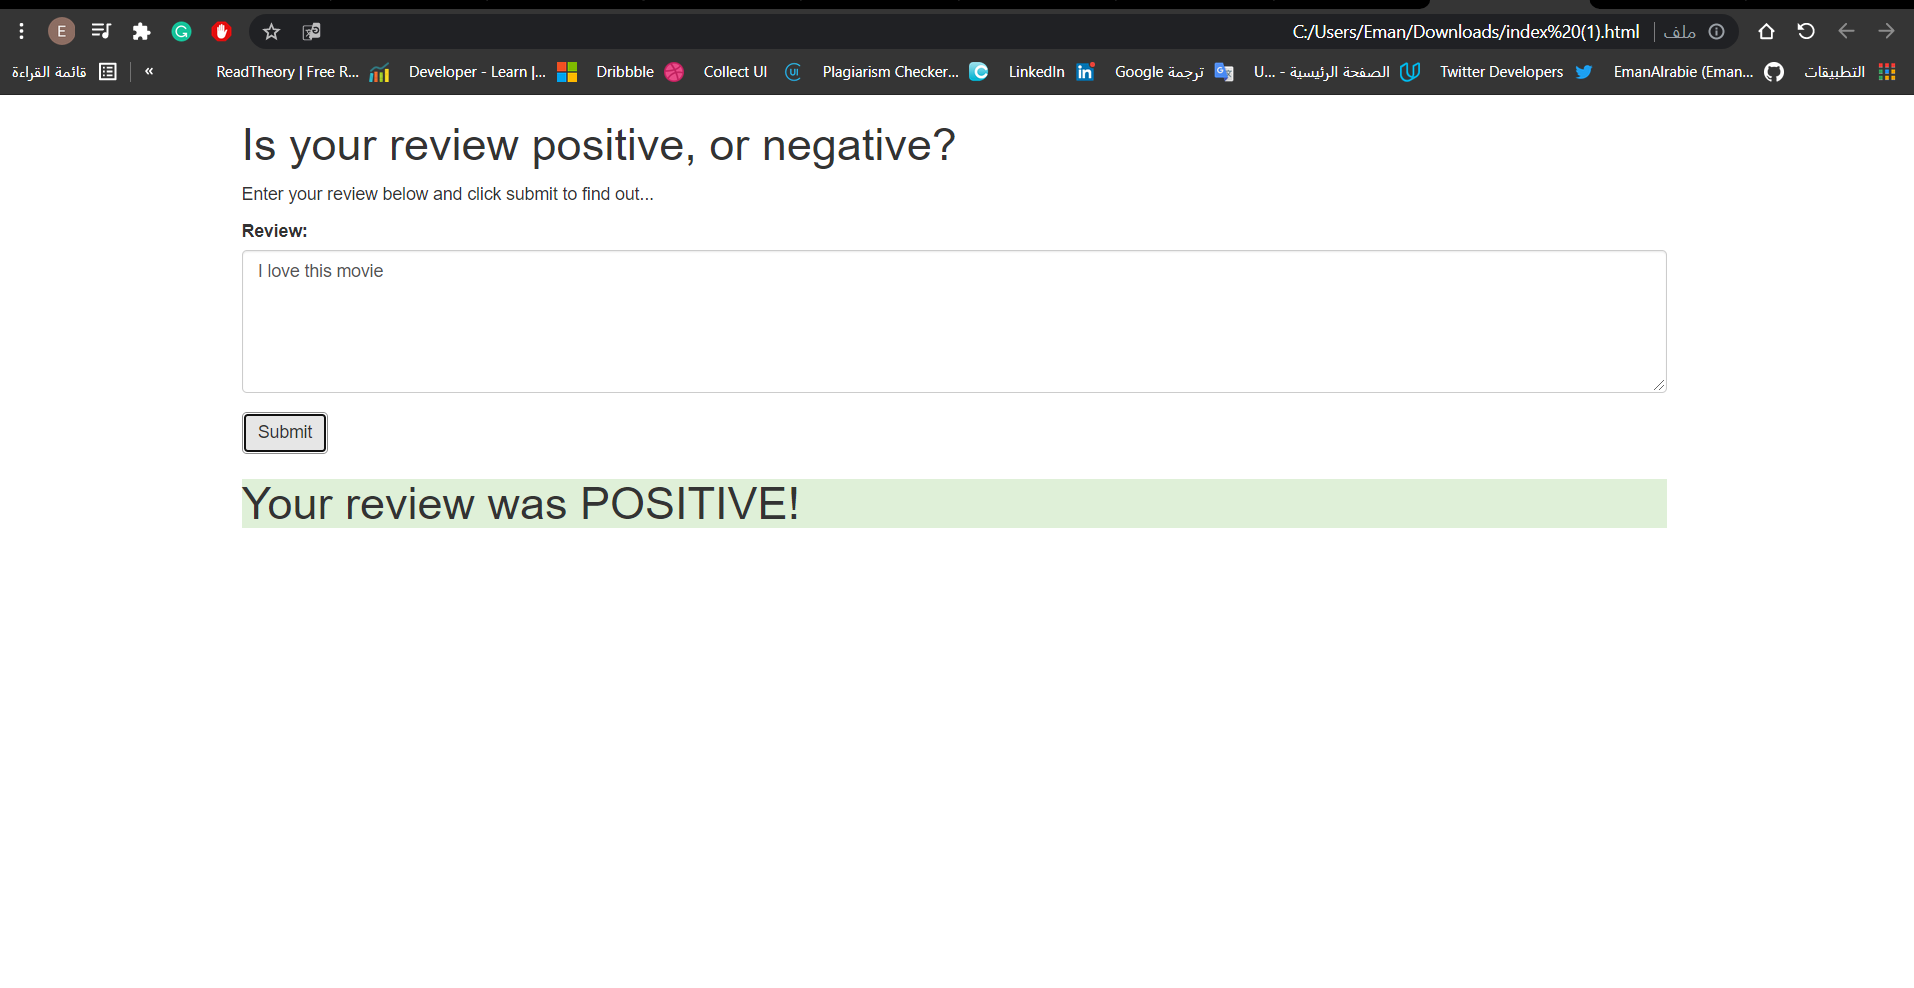 E C:/Users/Eman/Downloads/index%20(1).html ملف
قائمة القراءة « ReadTheory | Free R... Developer - Learn |... Dribbble Collect UI UI Plagiarism Checker... C LinkedIn in ترجمة Google G U... - الصفحة الرئيسية Twitter Developers EmanAlrabie (Eman... التطبيقات
Is your review positive, or negative?
Enter your review below and click submit to find out...
Review:
I love this movie
Submit
Your review was POSITIVE!